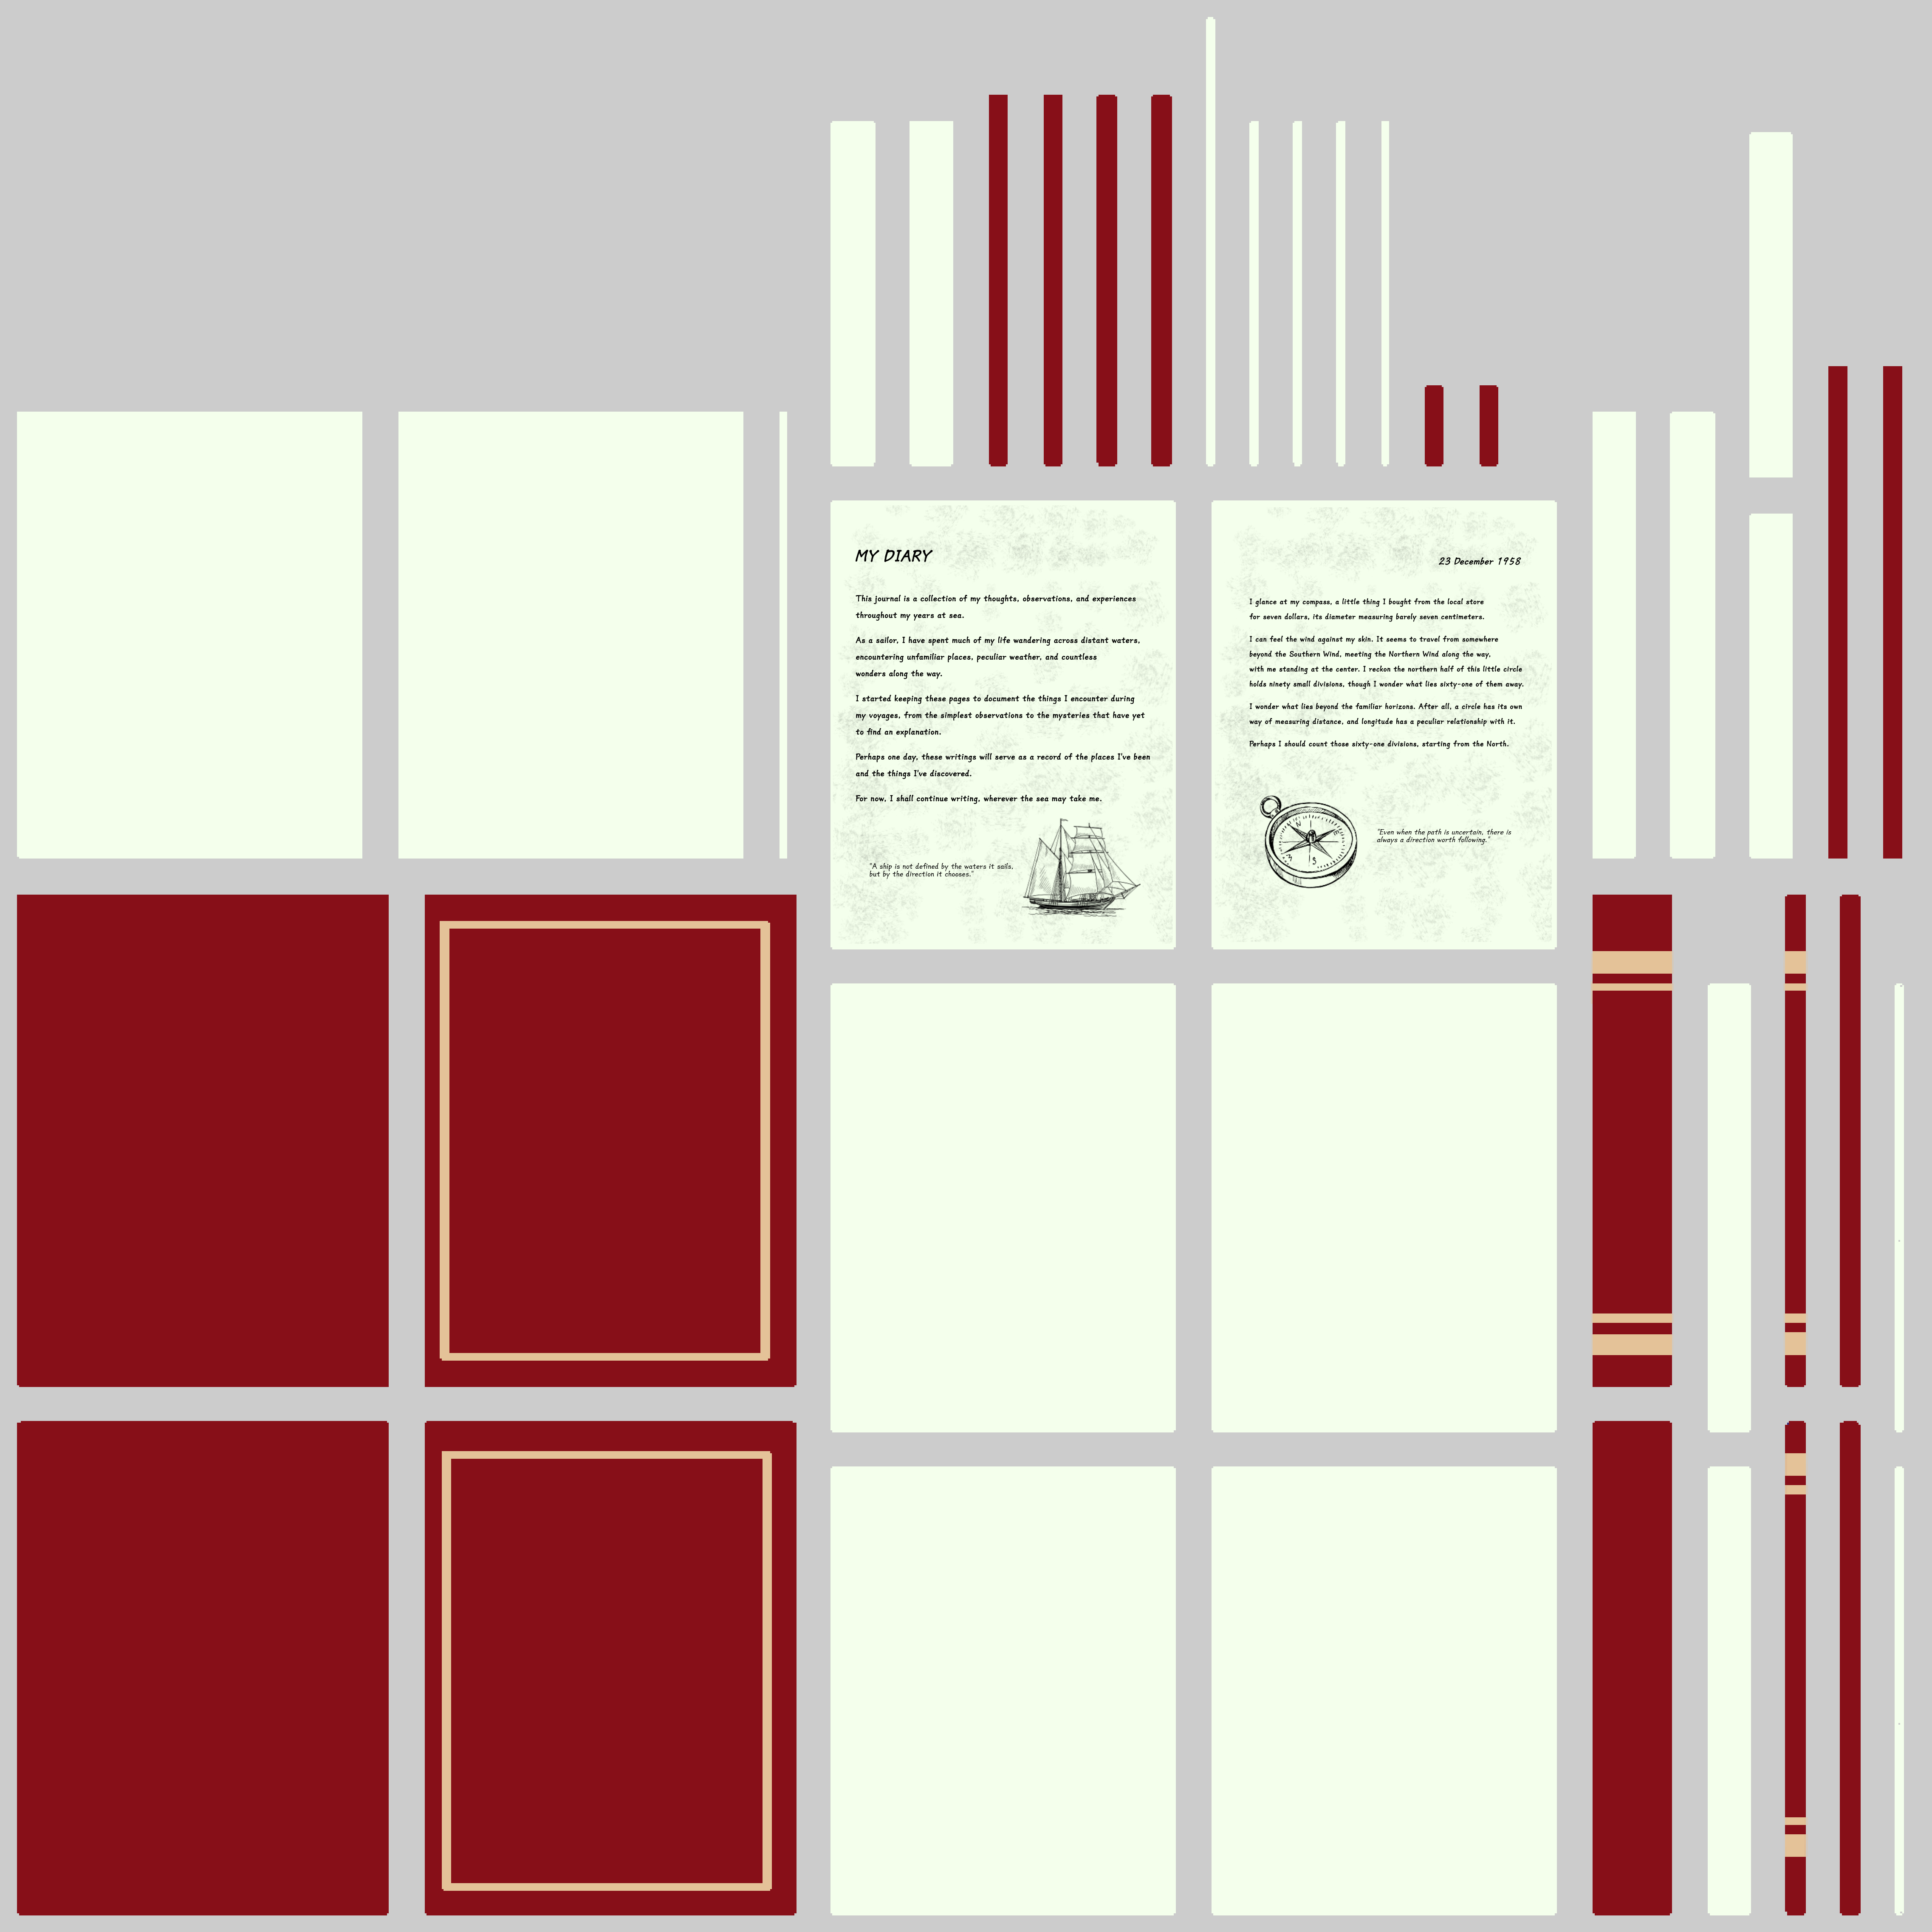 MY DIARY
This journal is a collection of my thoughts, observations, and experiences
throughout my years at sea.
As a sailor, I have spent much of my life wandering across distant waters,
encountering unfamiliar places, peculiar weather, and countless
wonders along the way.
I started keeping these pages to document the things I encounter during
my voyages, from the simplest observations to the mysteries that have yet
to find an explanation.
Perhaps one day, these writings will serve as a record of the places I've been
and the things I've discovered.
For now, I shall continue writing, wherever the sea may take me.
"A ship is not defined by the waters it sails,
but by the direction it chooses."
23 December 1958
I glance at my compass, a little thing I bought from the local store
for seven dollars, its diameter measuring barely seven centimeters.
I can feel the wind against my skin. It seems to travel from somewhere
beyond the Southern Wind, meeting the Northern Wind along the way,
with me standing at the center. I reckon the northern half of this little circle
holds ninety small divisions, though I wonder what lies sixty-one of them away.
I wonder what lies beyond the familiar horizons. After all, a circle has its own
way of measuring distance, and longitude has a peculiar relationship with it.
Perhaps I should count those sixty-one divisions, starting from the North.
"Even when the path is uncertain, there is
always a direction worth following."